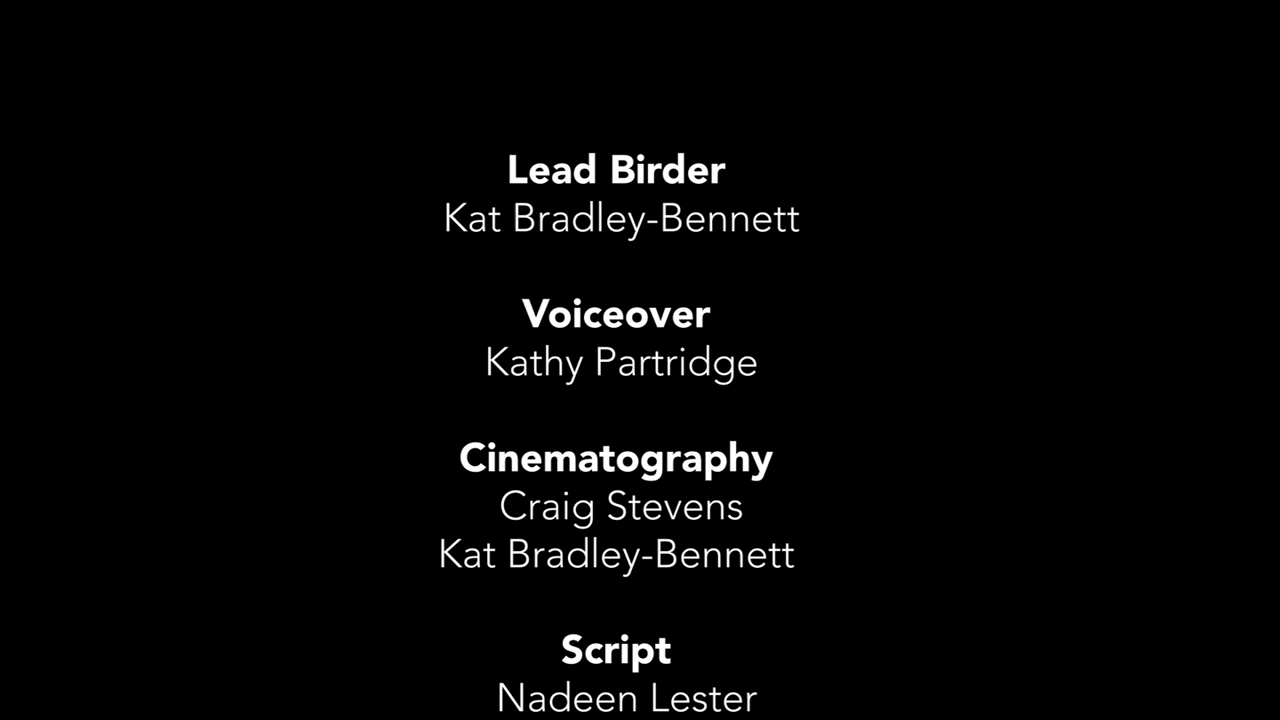 Lead Birder
Kat Bradley-Bennett
Voiceover
Kathy Partridge
Cinematography
Craig Stevens
Kat Bradley-Bennett
Script
Nadeen Lester